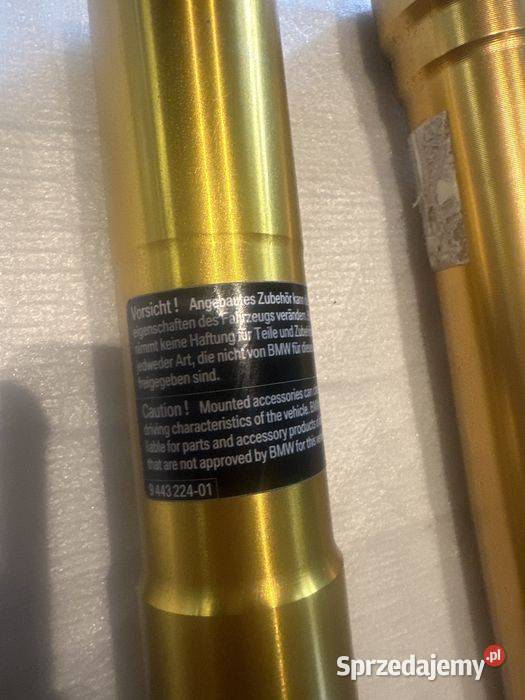 Vorsicht ! Angebautes Zubehör kann
eigenschaften des Fahrzeugs verändern.
nimmt keine Haftung für Teile und
jedweder Art, die nicht von BMW für
freigegeben sind.
Caution ! Mounted accessories can
driving characteristics of the vehicle.
liable for parts and accessory products
that are not approved by BMW for this
9 443 224-01
Sprzedajemy.pl